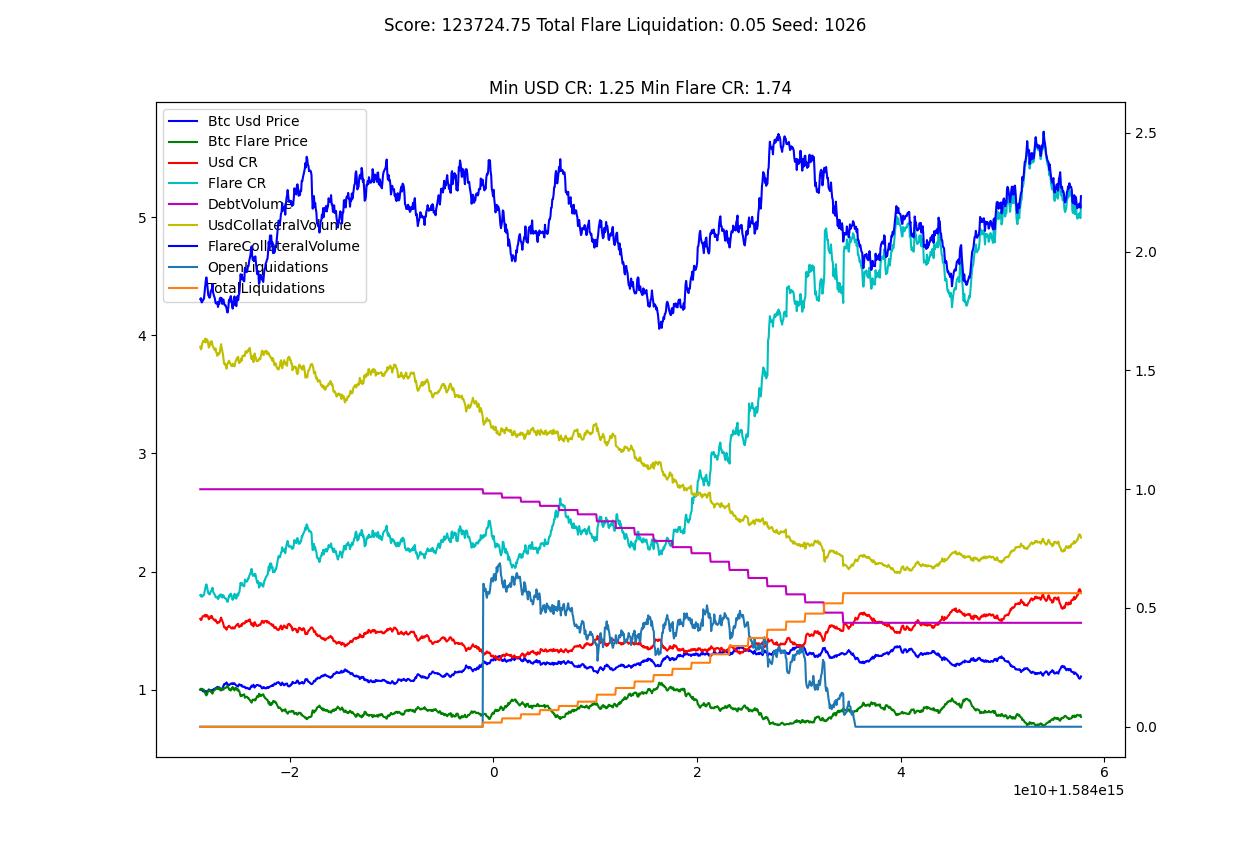 Score: 123724.75 Total Flare Liquidation: 0.05 Seed: 1026
Min USD CR: 1.25 Min Flare CR: 1.74
Btc Usd Price
Btc Flare Price
Usd CR
Flare CR
DebtVolume
UsdCollateralVolume
FlareCollateralVolume
OpenLiquidations
TotalLiquidations
5
4
3
2
1
2.5
2.0
1.5
1.0
0.5
0.0
−2 0 2 4 6
1e10+1.584e15